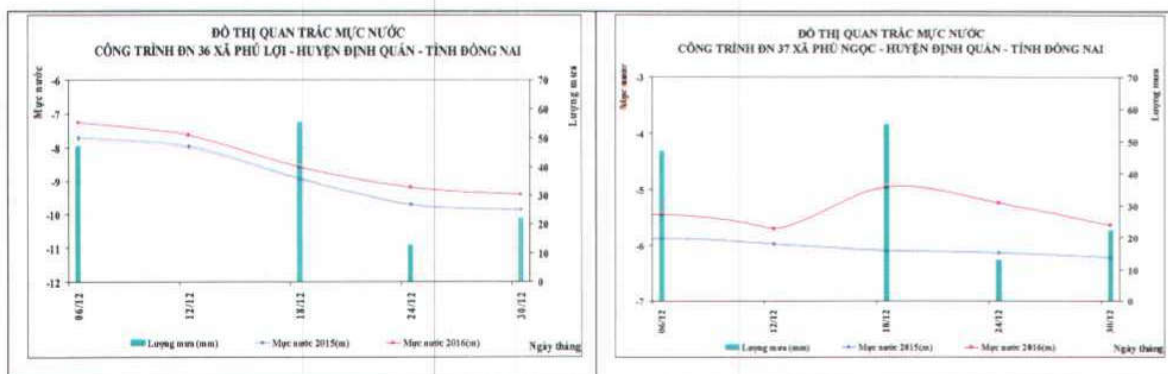 ĐỒ THỊ QUAN TRẮC MỰC NƯỚC
CÔNG TRÌNH ĐN 36 XÃ PHÚ LỢI - HUYỆN ĐỊNH QUÁN - TỈNH ĐỒNG NAI
Mực nước
Lượng mưa
-6
-7
-8
-9
-10
-11
-12
70
60
50
40
30
20
10
0
06/12
12/12
18/12
24/12
30/12
Lượng mưa (mm)
Mực nước 2015(m)
Mực nước 2016(m)
Ngày tháng
ĐỒ THỊ QUAN TRẮC MỰC NƯỚC
CÔNG TRÌNH ĐN 37 XÃ PHÚ NGỌC - HUYỆN ĐỊNH QUÁN - TỈNH ĐỒNG NAI
Mực nước
Lượng mưa
-3
-4
-5
-6
-7
70
60
50
40
30
20
10
0
06/12
12/12
18/12
24/12
30/12
Lượng mưa (mm)
Mực nước 2015(m)
Mực nước 2016(m)
Ngày tháng